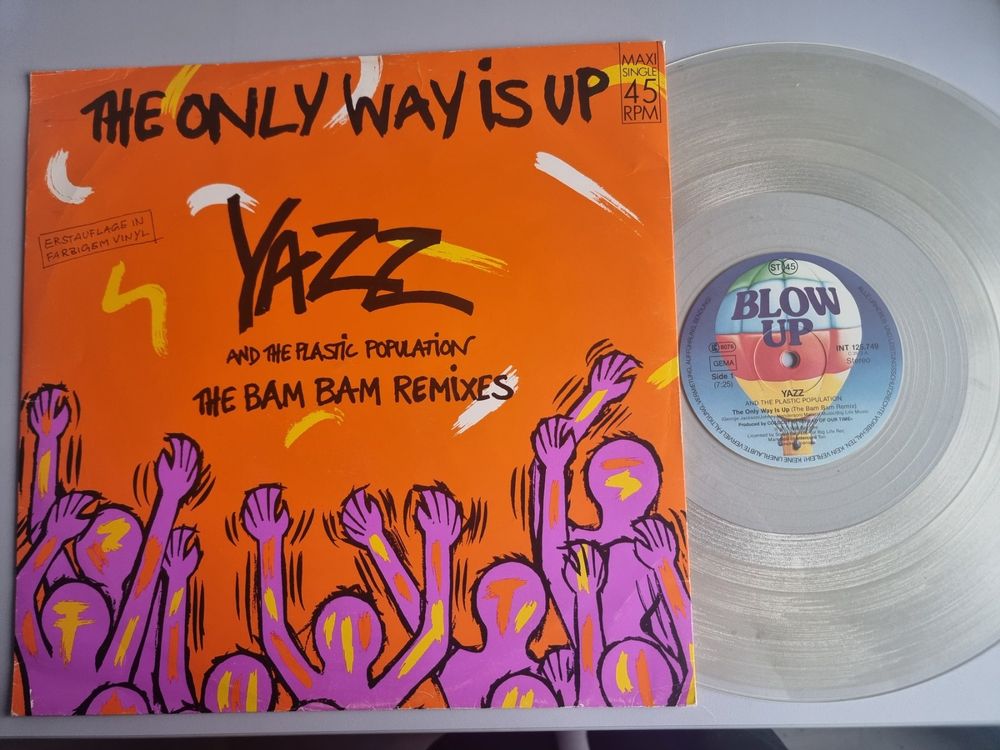 THE ONLY WAY iS UP
MAXI
SINGLE
45
RPM
ERSTAUFLAGE IN
FARBIGEM VINYL
YAZZ
AND THE PLASTIC POPULATION
THE BAM BAM REMIXES
ST 45
BLOW
UP
INT 125.749
Stereo
GEMA
Side 1
(7:25)
YAZZ
AND THE PLASTIC POPULATION
The Only Way Is Up (The Bam Bam Remix)